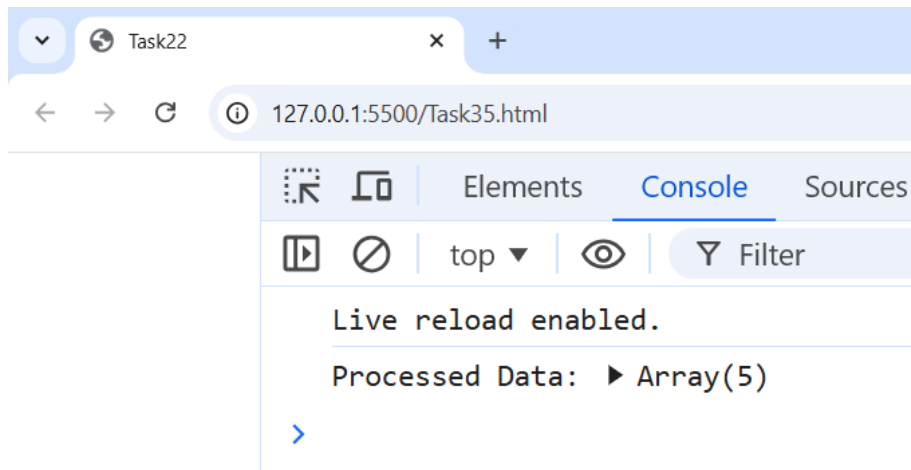 Task22
127.0.0.1:5500/Task35.html
Elements Console Sources
top Filter
Live reload enabled.
Processed Data: Array(5)